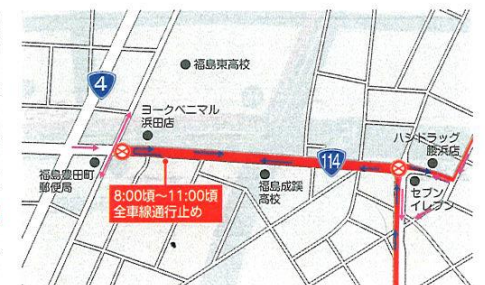 4
福島東高校
ヨークベニマル
浜田店
ハシドラッグ
腰浜店
114
福島豊田町
郵便局
福島成蹊
高校
セブン
イレブン
8:00頃～11:00頃
全車線通行止め